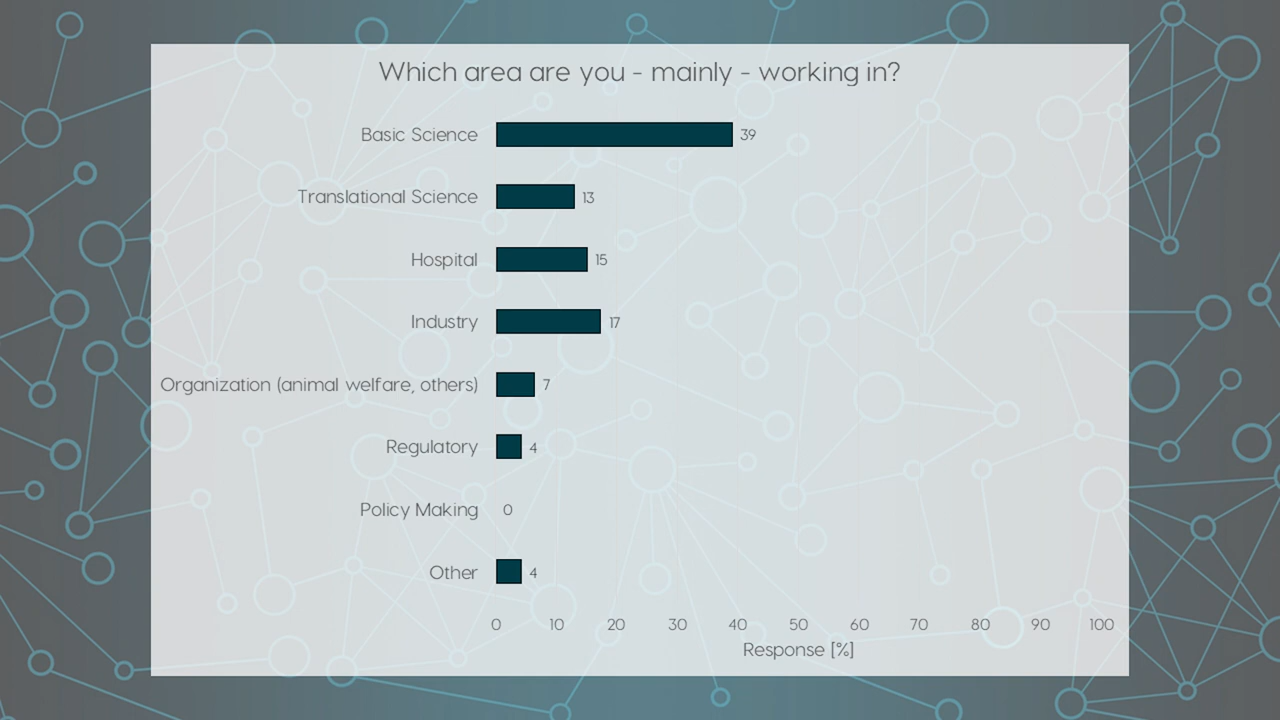 Which area are you - mainly - working in?
Basic Science 39
Translational Science 13
Hospital 15
Industry 17
Organization (animal welfare, others) 7
Regulatory 4
Policy Making 0
Other 4
0 10 20 30 40 50 60 70 80 90 100
Response [%]